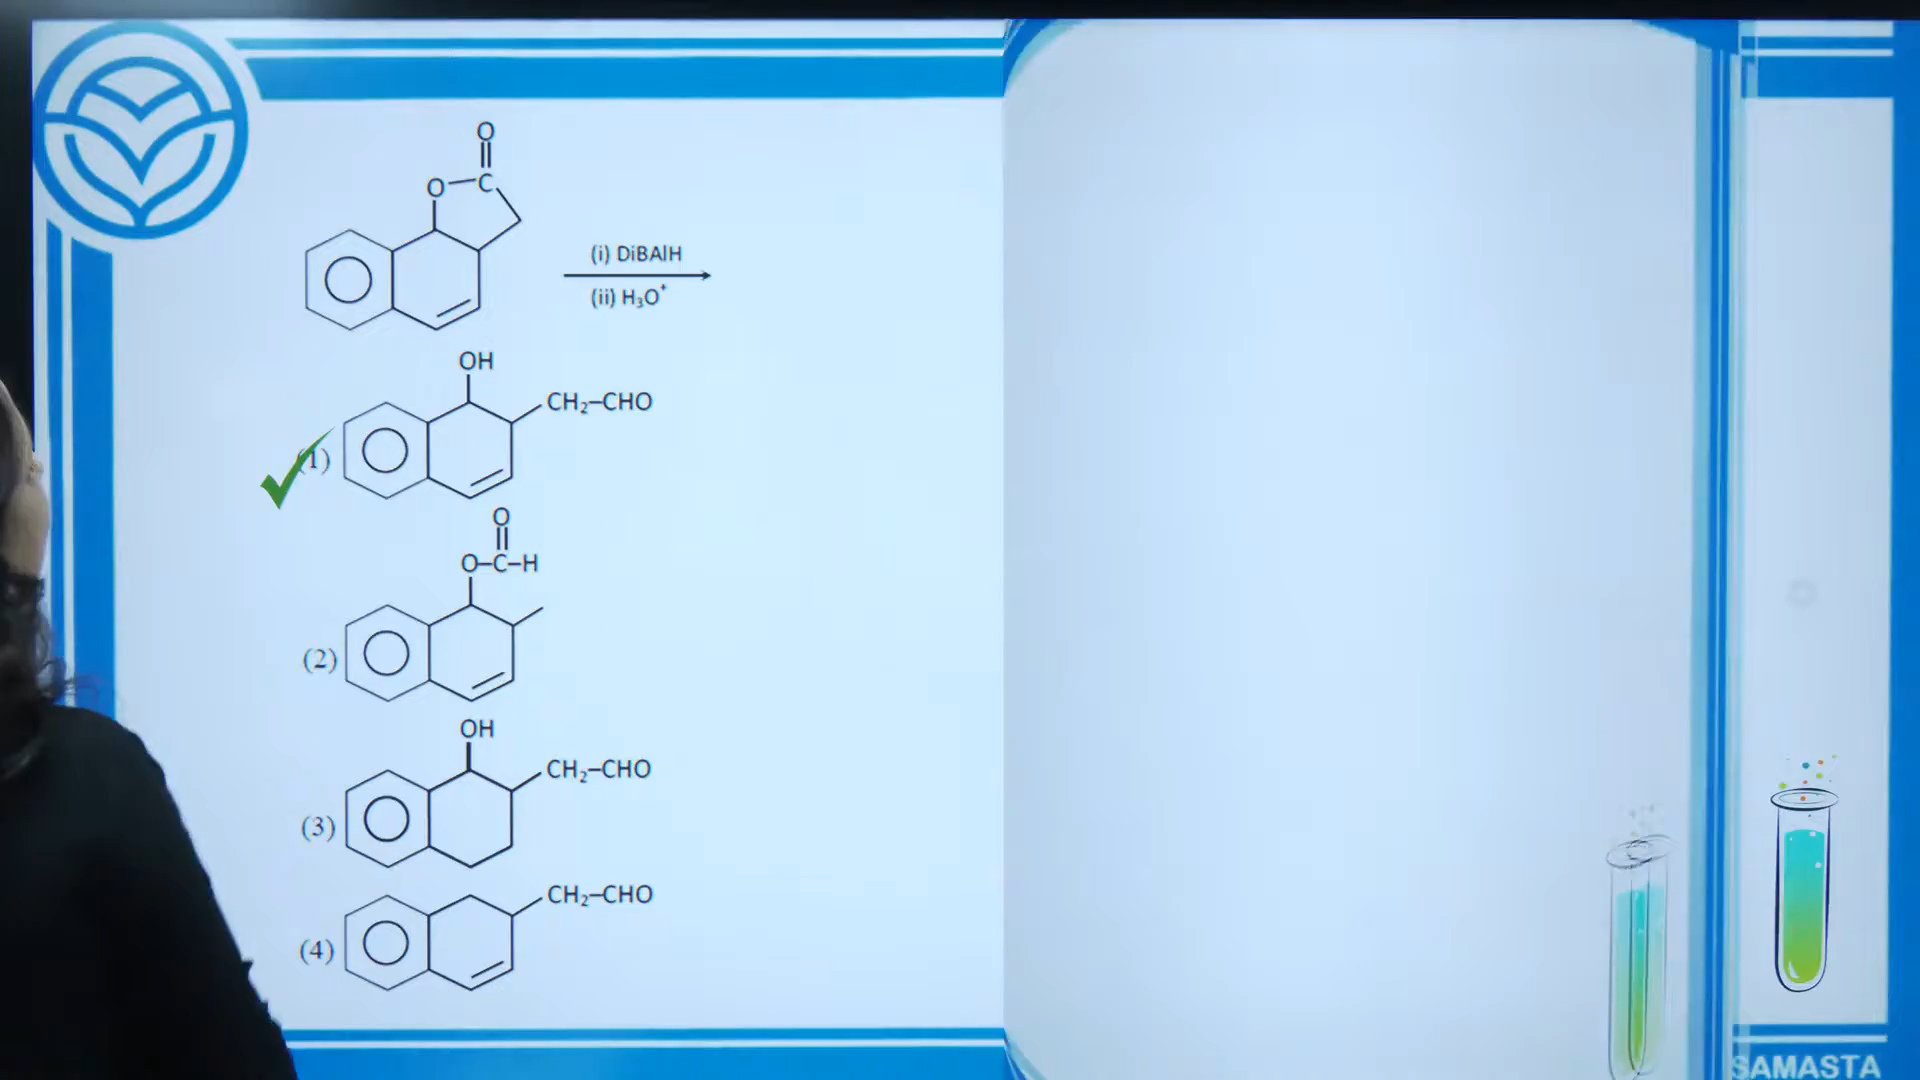 O
O
C
(i) DiBAlH
(ii) H₃O⁺
OH
CH₂–CHO
(1)
O
O–C–H
(2)
OH
CH₂–CHO
(3)
CH₂–CHO
(4)
SAMASTA